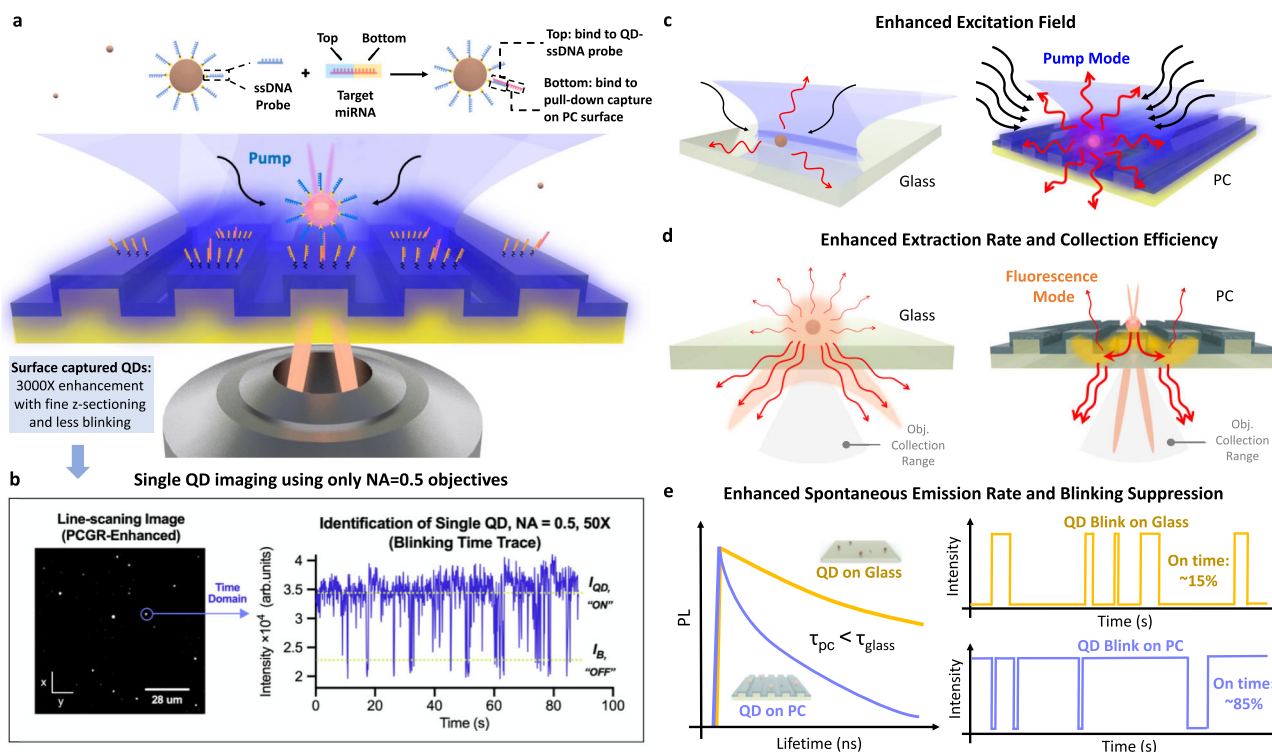 a
Top
Bottom
ssDNA
Probe
+
Target
miRNA
Top: bind to QD-
ssDNA probe
Bottom: bind to
pull-down capture
on PC surface
Pump
Surface captured QDs:
3000X enhancement
with fine z-sectioning
and less blinking
b
Single QD imaging using only NA=0.5 objectives
Line-scaning Image
(PCGR-Enhanced)
x
y
28 um
Time
Domain
Identification of Single QD, NA = 0.5, 50X
(Blinking Time Trace)
Intensity ×10⁴ (arb.units)
4
3.5
3
2.5
2
0
20
40
60
80
100
Time (s)
I_QD,
“ON”
I_B,
“OFF”
c
Enhanced Excitation Field
Glass
Pump Mode
PC
d
Enhanced Extraction Rate and Collection Efficiency
Glass
Obj.
Collection
Range
Fluorescence
Mode
PC
Obj.
Collection
Range
e
Enhanced Spontaneous Emission Rate and Blinking Suppression
PL
QD on Glass
τpc < τglass
QD on PC
Lifetime (ns)
Intensity
QD Blink on Glass
On time:
~15%
Time (s)
Intensity
QD Blink on PC
On time:
~85%
Time (s)